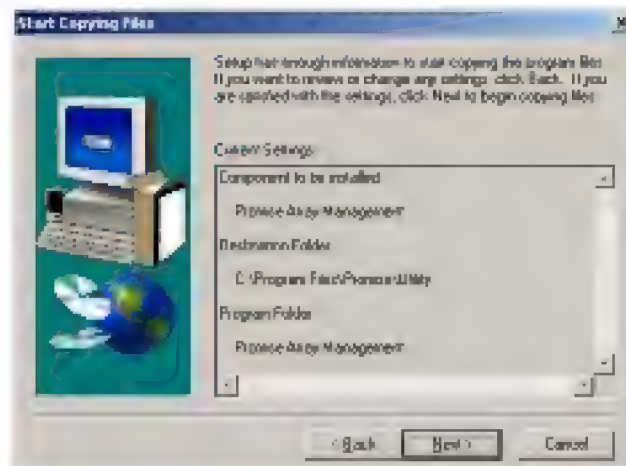 Start Copying Files
Setup has enough information to start copying the program files.
If you want to review or change any settings, click Back. If you
are satisfied with the settings, click Next to begin copying files.
Current Settings:
Component to be installed
Promise Array Management
Destination Folder
C:\Program Files\Promise\Utility
Program Folder
Promise Array Management
< Back
Next >
Cancel